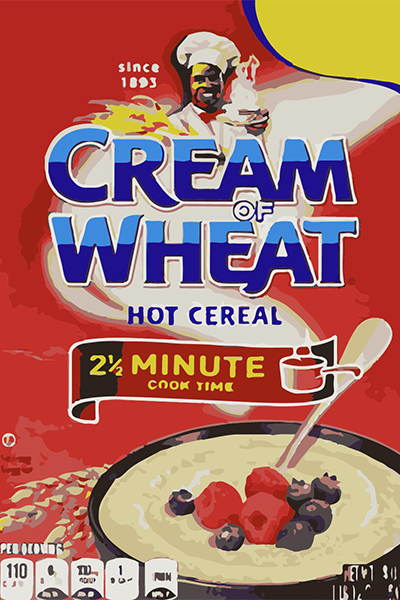 since
1893
CREAM
OF
WHEAT
HOT CEREAL
2½ MINUTE
COOK TIME
110